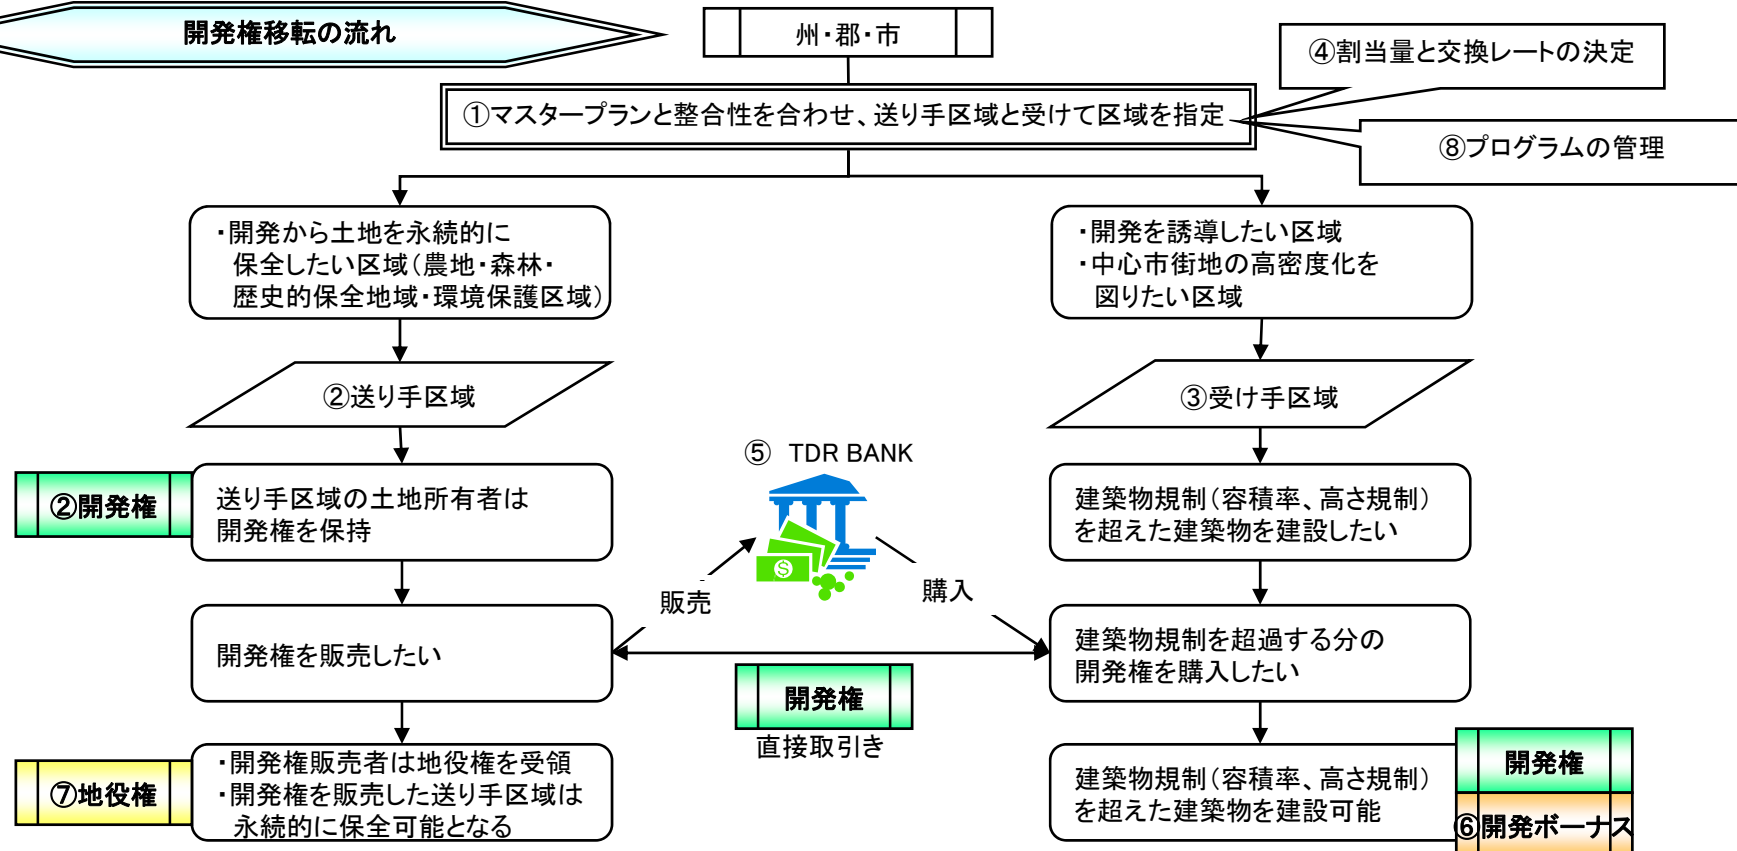 開発権移転の流れ
州・郡・市
④割当量と交換レートの決定
①マスタープランと整合性を合わせ、送り手区域と受けて区域を指定
⑧プログラムの管理
・開発から土地を永続的に
保全したい区域(農地・森林・
歴史的保全地域・環境保護区域)
・開発を誘導したい区域
・中心市街地の高密度化を
図りたい区域
②送り手区域
③受け手区域
⑤ TDR BANK
②開発権
送り手区域の土地所有者は
開発権を保持
建築物規制(容積率、高さ規制)
を超えた建築物を建設したい
販売
購入
開発権を販売したい
建築物規制を超過する分の
開発権を購入したい
開発権
直接取引き
⑦地役権
・開発権販売者は地役権を受領
・開発権を販売した送り手区域は
永続的に保全可能となる
建築物規制(容積率、高さ規制)
を超えた建築物を建設可能
開発権
⑥開発ボーナス